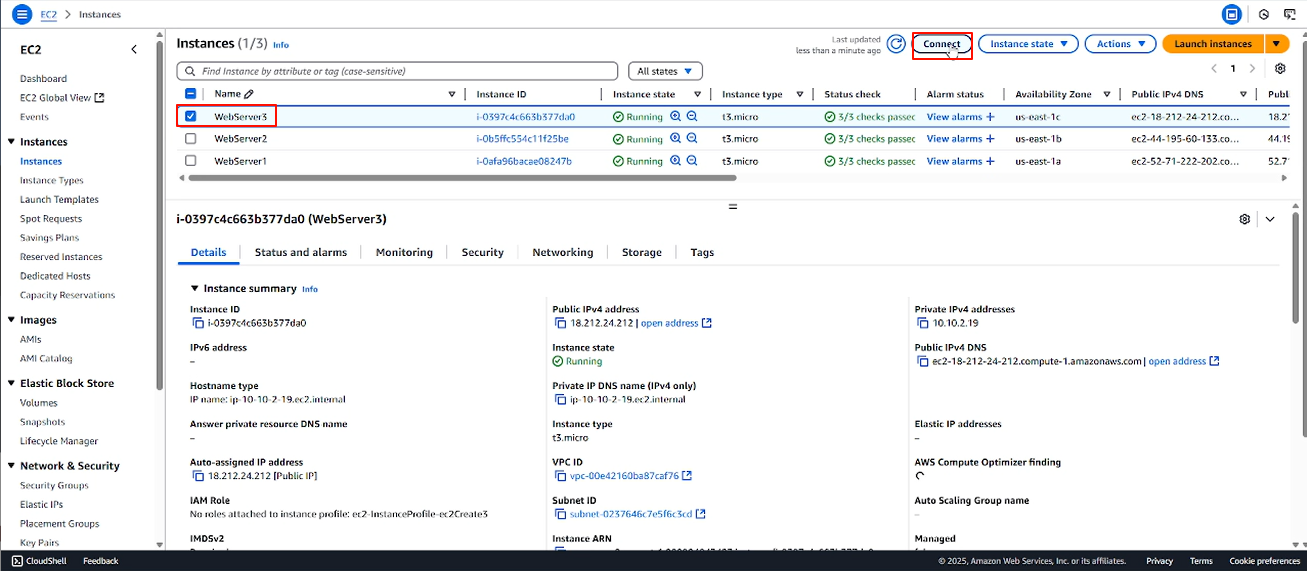 EC2 > Instances
EC2
Dashboard
EC2 Global View
Events
Instances
Instances
Instance Types
Launch Templates
Spot Requests
Savings Plans
Reserved Instances
Dedicated Hosts
Capacity Reservations
Images
AMIs
AMI Catalog
Elastic Block Store
Volumes
Snapshots
Lifecycle Manager
Network & Security
Security Groups
Elastic IPs
Placement Groups
Key Pairs
Instances (1/3) Info
Last updated
less than a minute ago
Connect
Instance state
Actions
Launch instances
Find Instance by attribute or tag (case-sensitive)
All states
1
Name Instance ID Instance state Instance type Status check Alarm status Availability Zone Public IPv4 DNS
WebServer3 i-0397c4c663b377da0 Running t3.micro 3/3 checks passed View alarms + us-east-1c ec2-18-212-24-212.co... 18.2
WebServer2 i-0b5ffc554c11f25be Running t3.micro 3/3 checks passed View alarms + us-east-1b ec2-44-195-60-133.co... 44.19
WebServer1 i-0afa96bacae08247b Running t3.micro 3/3 checks passed View alarms + us-east-1a ec2-52-71-222-202.co... 52.7
i-0397c4c663b377da0 (WebServer3)
Details Status and alarms Monitoring Security Networking Storage Tags
Instance summary Info
Instance ID
i-0397c4c663b377da0
IPv6 address
–
Hostname type
IP name: ip-10-10-2-19.ec2.internal
Answer private resource DNS name
–
Auto-assigned IP address
18.212.24.212 [Public IP]
IAM Role
No roles attached to instance profile: ec2-InstanceProfile-ec2Create3
IMDSv2
Public IPv4 address
18.212.24.212 | open address
Instance state
Running
Private IP DNS name (IPv4 only)
ip-10-10-2-19.ec2.internal
Instance type
t3.micro
VPC ID
vpc-00e42160ba87caf76
Subnet ID
subnet-0237646c7e5f6c3cd
Instance ARN
Private IPv4 addresses
10.10.2.19
Public IPv4 DNS
ec2-18-212-24-212.compute-1.amazonaws.com | open address
Elastic IP addresses
–
AWS Compute Optimizer finding
Auto Scaling Group name
–
Managed
CloudShell Feedback © 2025, Amazon Web Services, Inc. or its affiliates. Privacy Terms Cookie preferences